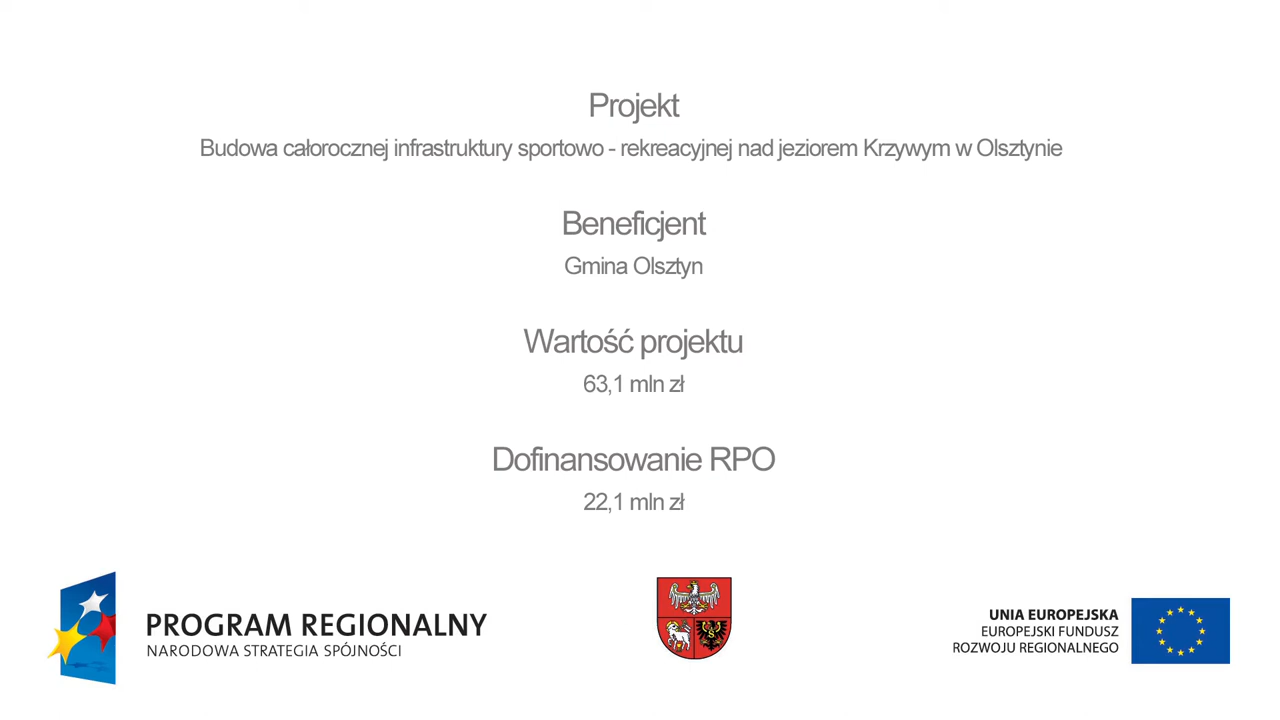 Projekt
Budowa całorocznej infrastruktury sportowo - rekreacyjnej nad jeziorem Krzywym w Olsztynie
Beneficjent
Gmina Olsztyn
Wartość projektu
63,1 mln zł
Dofinansowanie RPO
22,1 mln zł
PROGRAM REGIONALNY
NARODOWA STRATEGIA SPÓJNOŚCI
UNIA EUROPEJSKA
EUROPEJSKI FUNDUSZ
ROZWOJU REGIONALNEGO